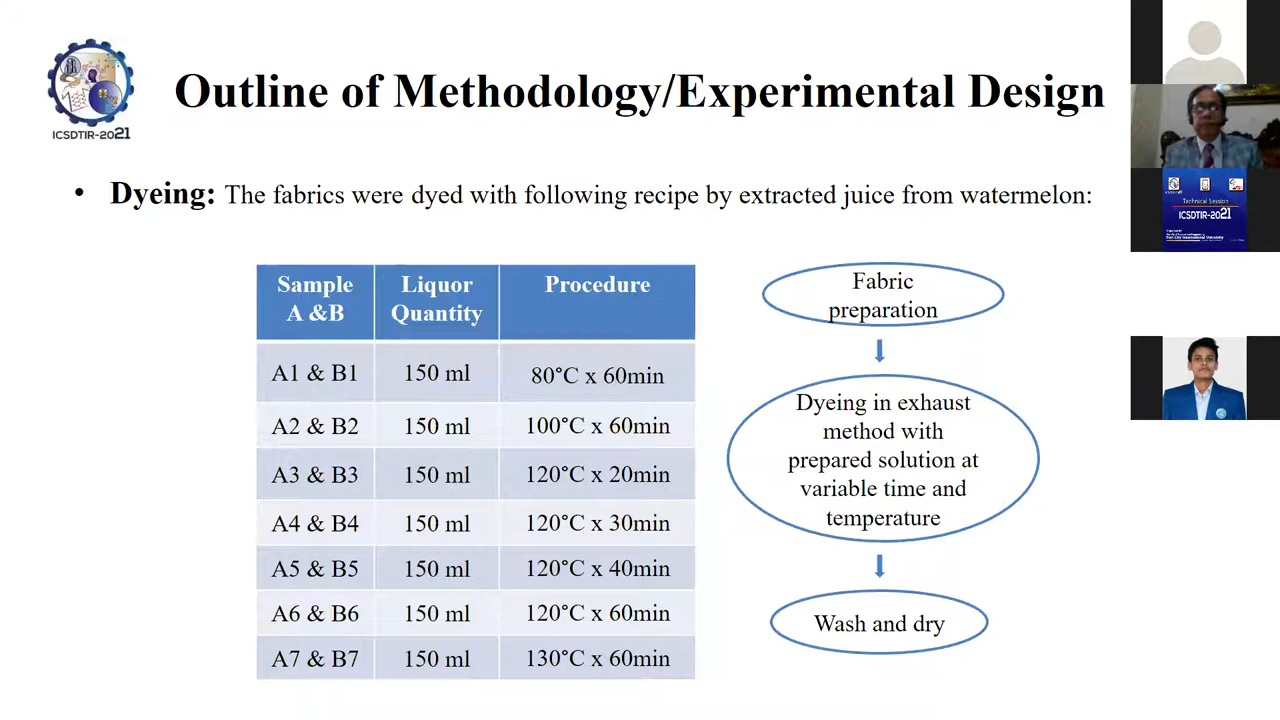 Outline of Methodology/Experimental Design
ICSDTIR-2021
• Dyeing: The fabrics were dyed with following recipe by extracted juice from watermelon:
Sample A &B Liquor Quantity Procedure
A1 & B1 150 ml 80°C x 60min
A2 & B2 150 ml 100°C x 60min
A3 & B3 150 ml 120°C x 20min
A4 & B4 150 ml 120°C x 30min
A5 & B5 150 ml 120°C x 40min
A6 & B6 150 ml 120°C x 60min
A7 & B7 150 ml 130°C x 60min
Fabric
preparation
Dyeing in exhaust
method with
prepared solution at
variable time and
temperature
Wash and dry
Technical Session
ICSDTIR-2021
Port City International University